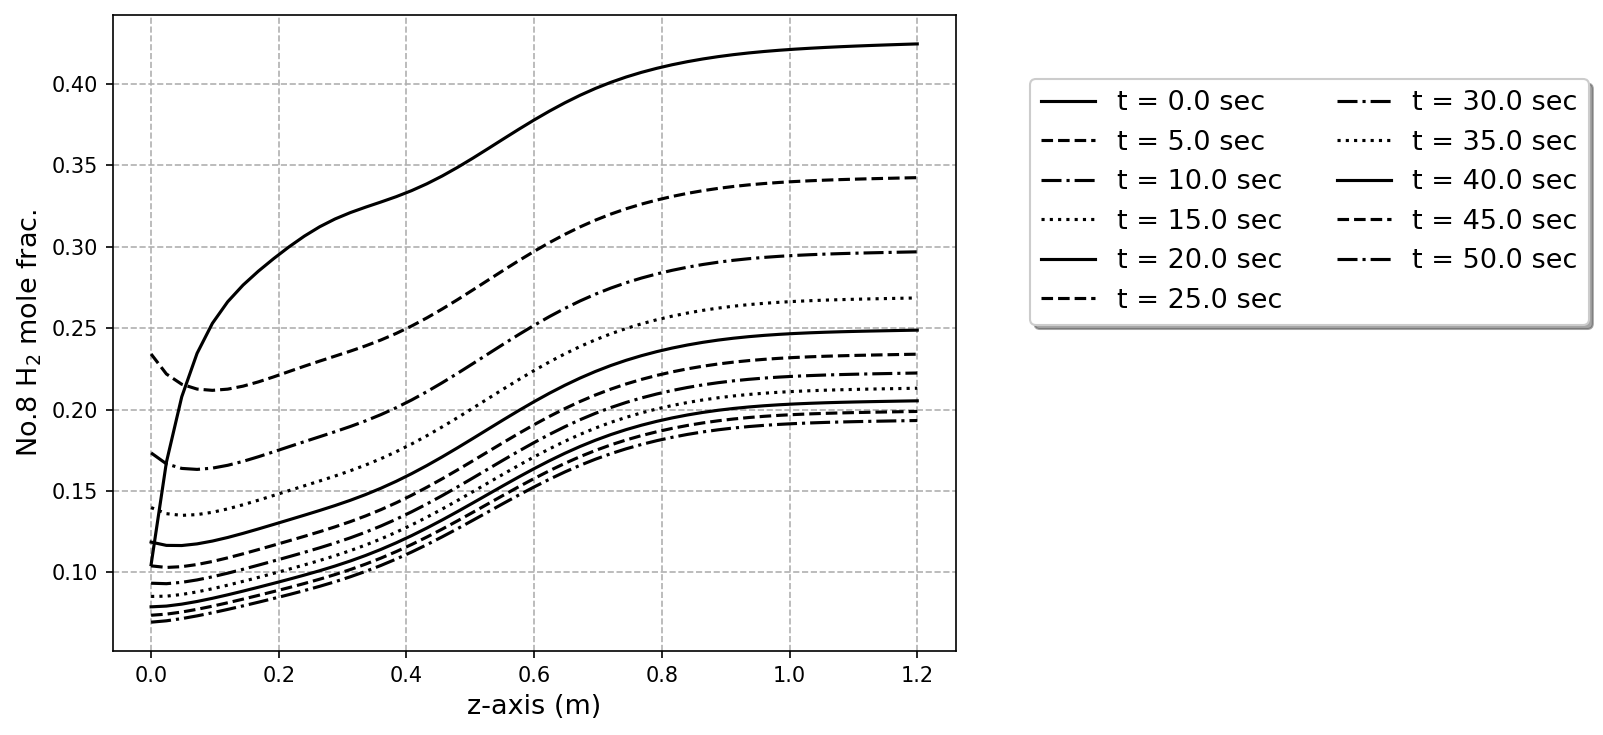 No.8 H₂ mole frac.
0.40
0.35
0.30
0.25
0.20
0.15
0.10
0.0 0.2 0.4 0.6 0.8 1.0 1.2
z-axis (m)
t = 0.0 sec
t = 5.0 sec
t = 10.0 sec
t = 15.0 sec
t = 20.0 sec
t = 25.0 sec
t = 30.0 sec
t = 35.0 sec
t = 40.0 sec
t = 45.0 sec
t = 50.0 sec